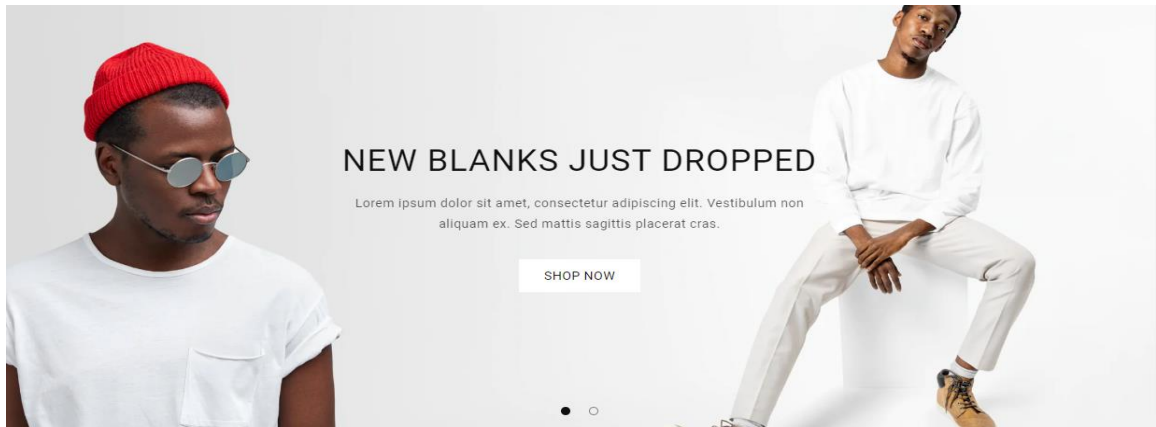 NEW BLANKS JUST DROPPED
Lorem ipsum dolor sit amet, consectetur adipiscing elit. Vestibulum non
aliquam ex. Sed mattis sagittis placerat cras.
SHOP NOW